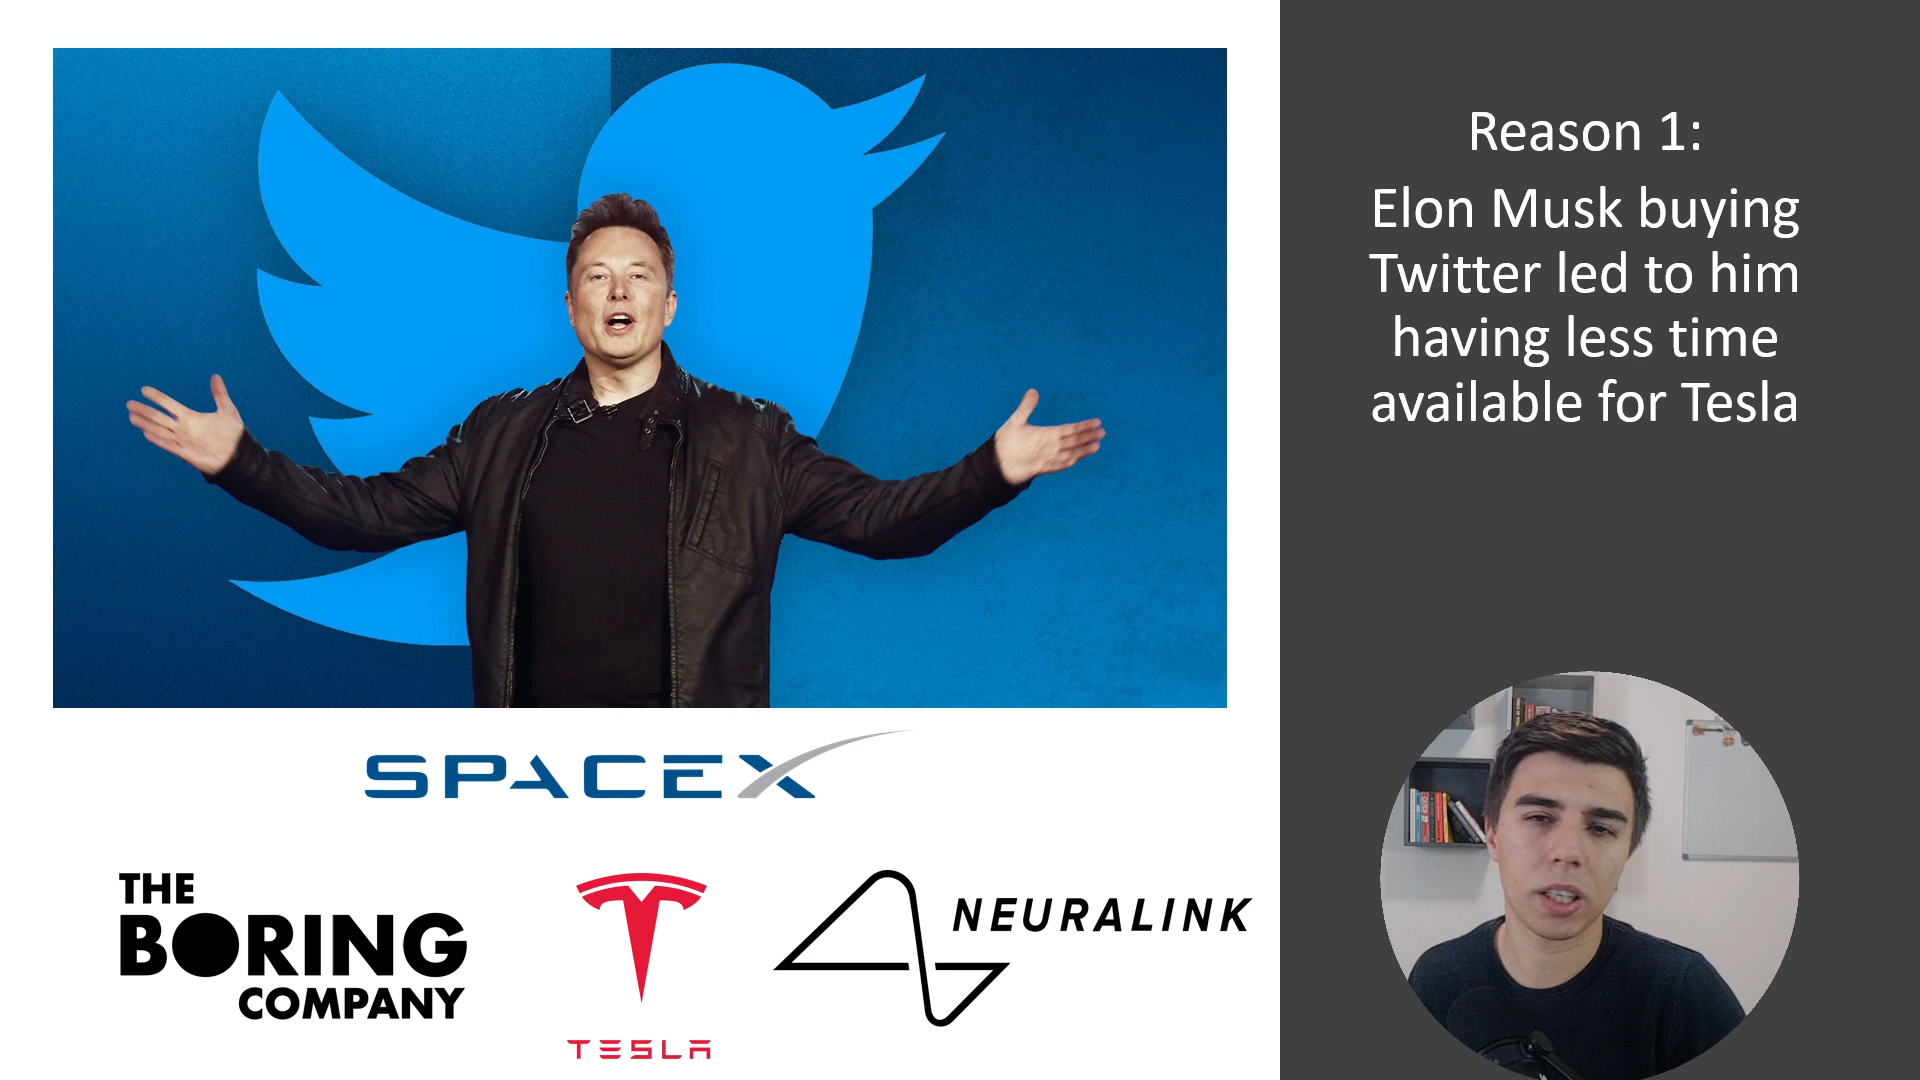 Reason 1:
Elon Musk buying
Twitter led to him
having less time
available for Tesla
SPACEX
THE
BORING
COMPANY
TESLA
NEURALINK